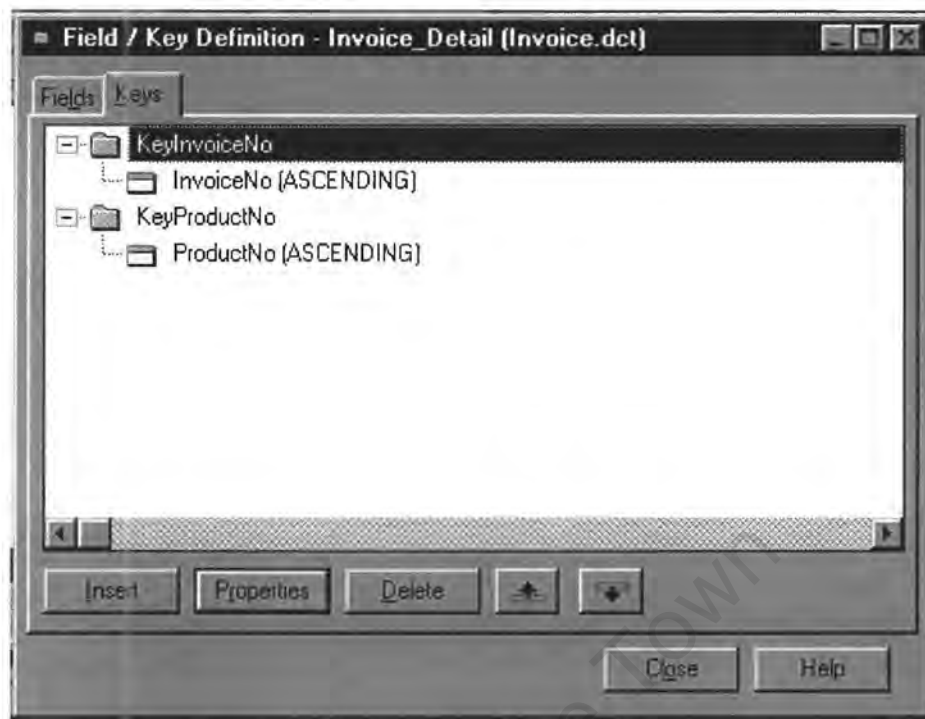 Field / Key Definition - Invoice_Detail (Invoice.dct)
Fields Keys
KeyInvoiceNo
InvoiceNo (ASCENDING)
KeyProductNo
ProductNo (ASCENDING)
Insert Properties Delete
Close Help
Town